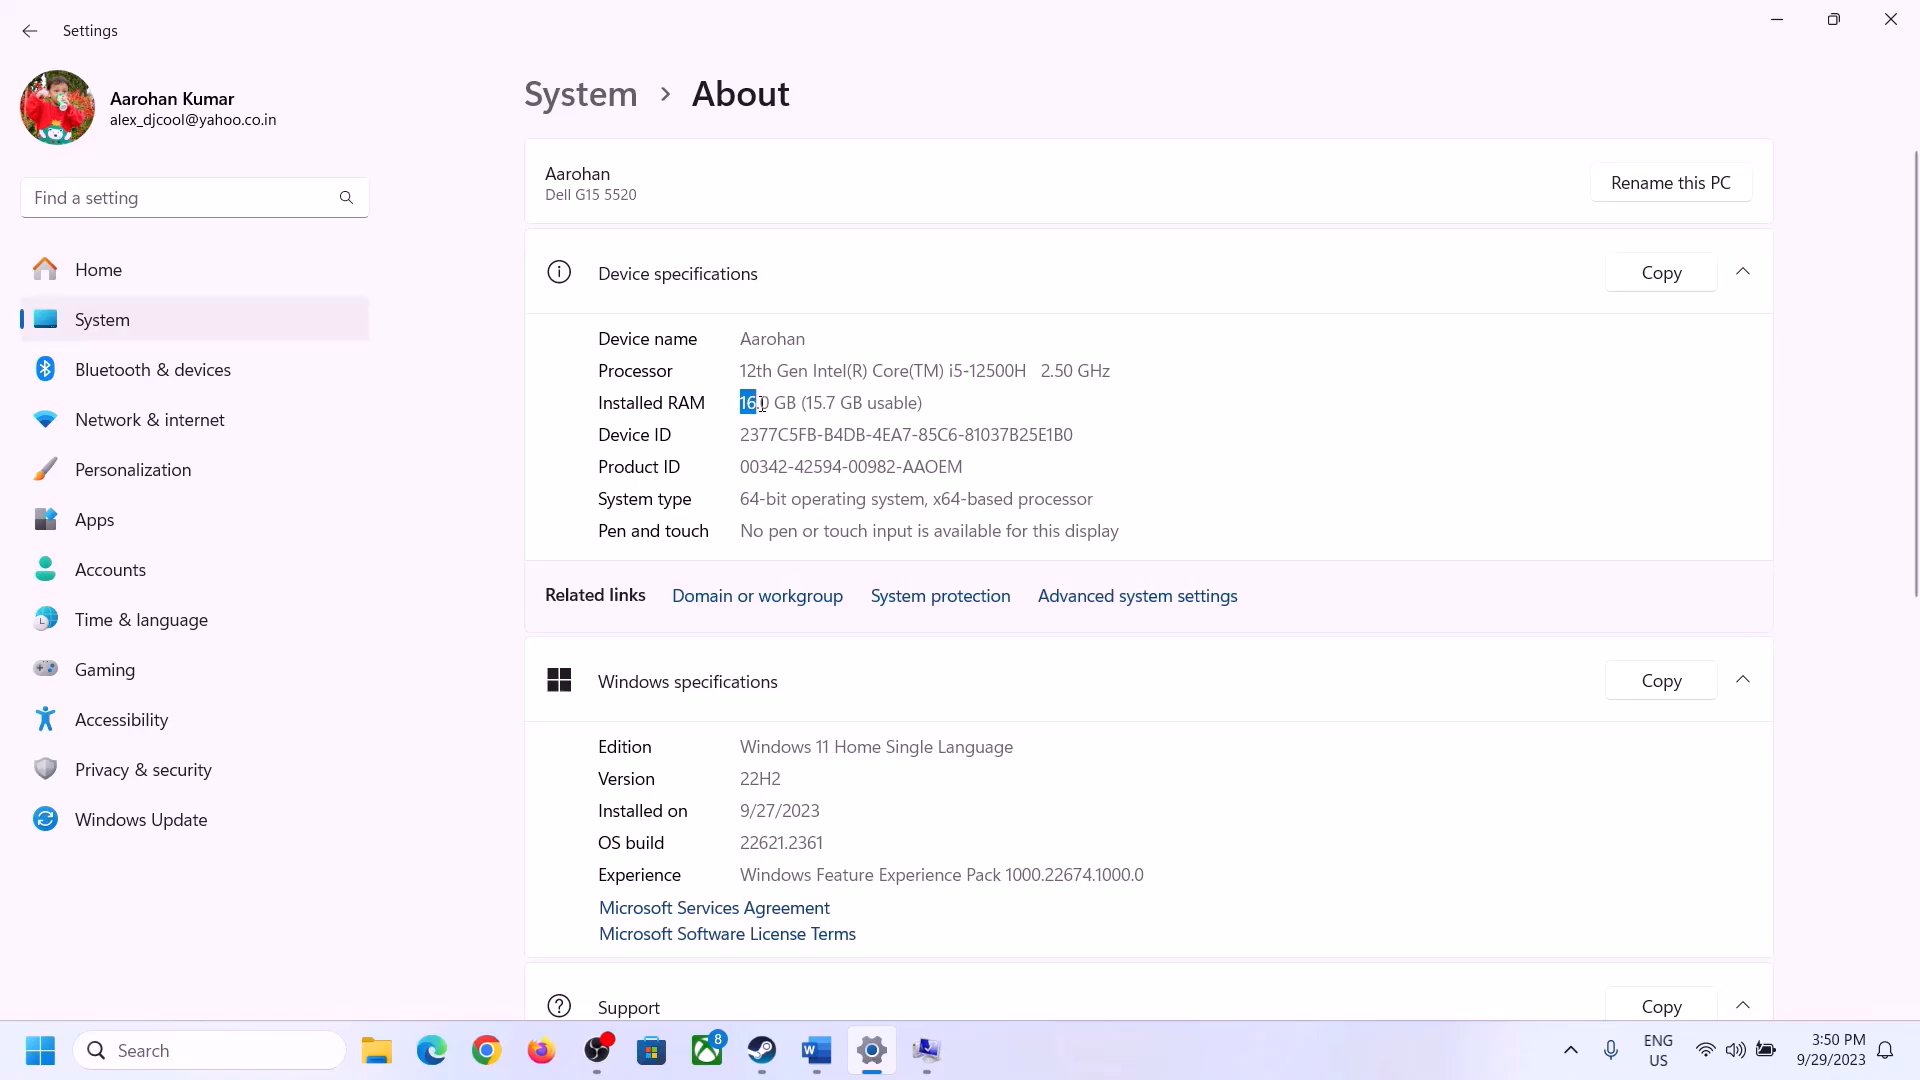 Settings
Aarohan Kumar
alex_djcool@yahoo.co.in
Find a setting
Home
System
Bluetooth & devices
Network & internet
Personalization
Apps
Accounts
Time & language
Gaming
Accessibility
Privacy & security
Windows Update
System > About
Aarohan
Dell G15 5520
Rename this PC
Device specifications
Copy
Device name Aarohan
Processor 12th Gen Intel(R) Core(TM) i5-12500H 2.50 GHz
Installed RAM 16.0 GB (15.7 GB usable)
Device ID 2377C5FB-B4DB-4EA7-85C6-81037B25E1B0
Product ID 00342-42594-00982-AAOEM
System type 64-bit operating system, x64-based processor
Pen and touch No pen or touch input is available for this display
Related links Domain or workgroup System protection Advanced system settings
Windows specifications
Copy
Edition Windows 11 Home Single Language
Version 22H2
Installed on 9/27/2023
OS build 22621.2361
Experience Windows Feature Experience Pack 1000.22674.1000.0
Microsoft Services Agreement
Microsoft Software License Terms
Support
Copy
Search
8
ENG
US
3:50 PM
9/29/2023